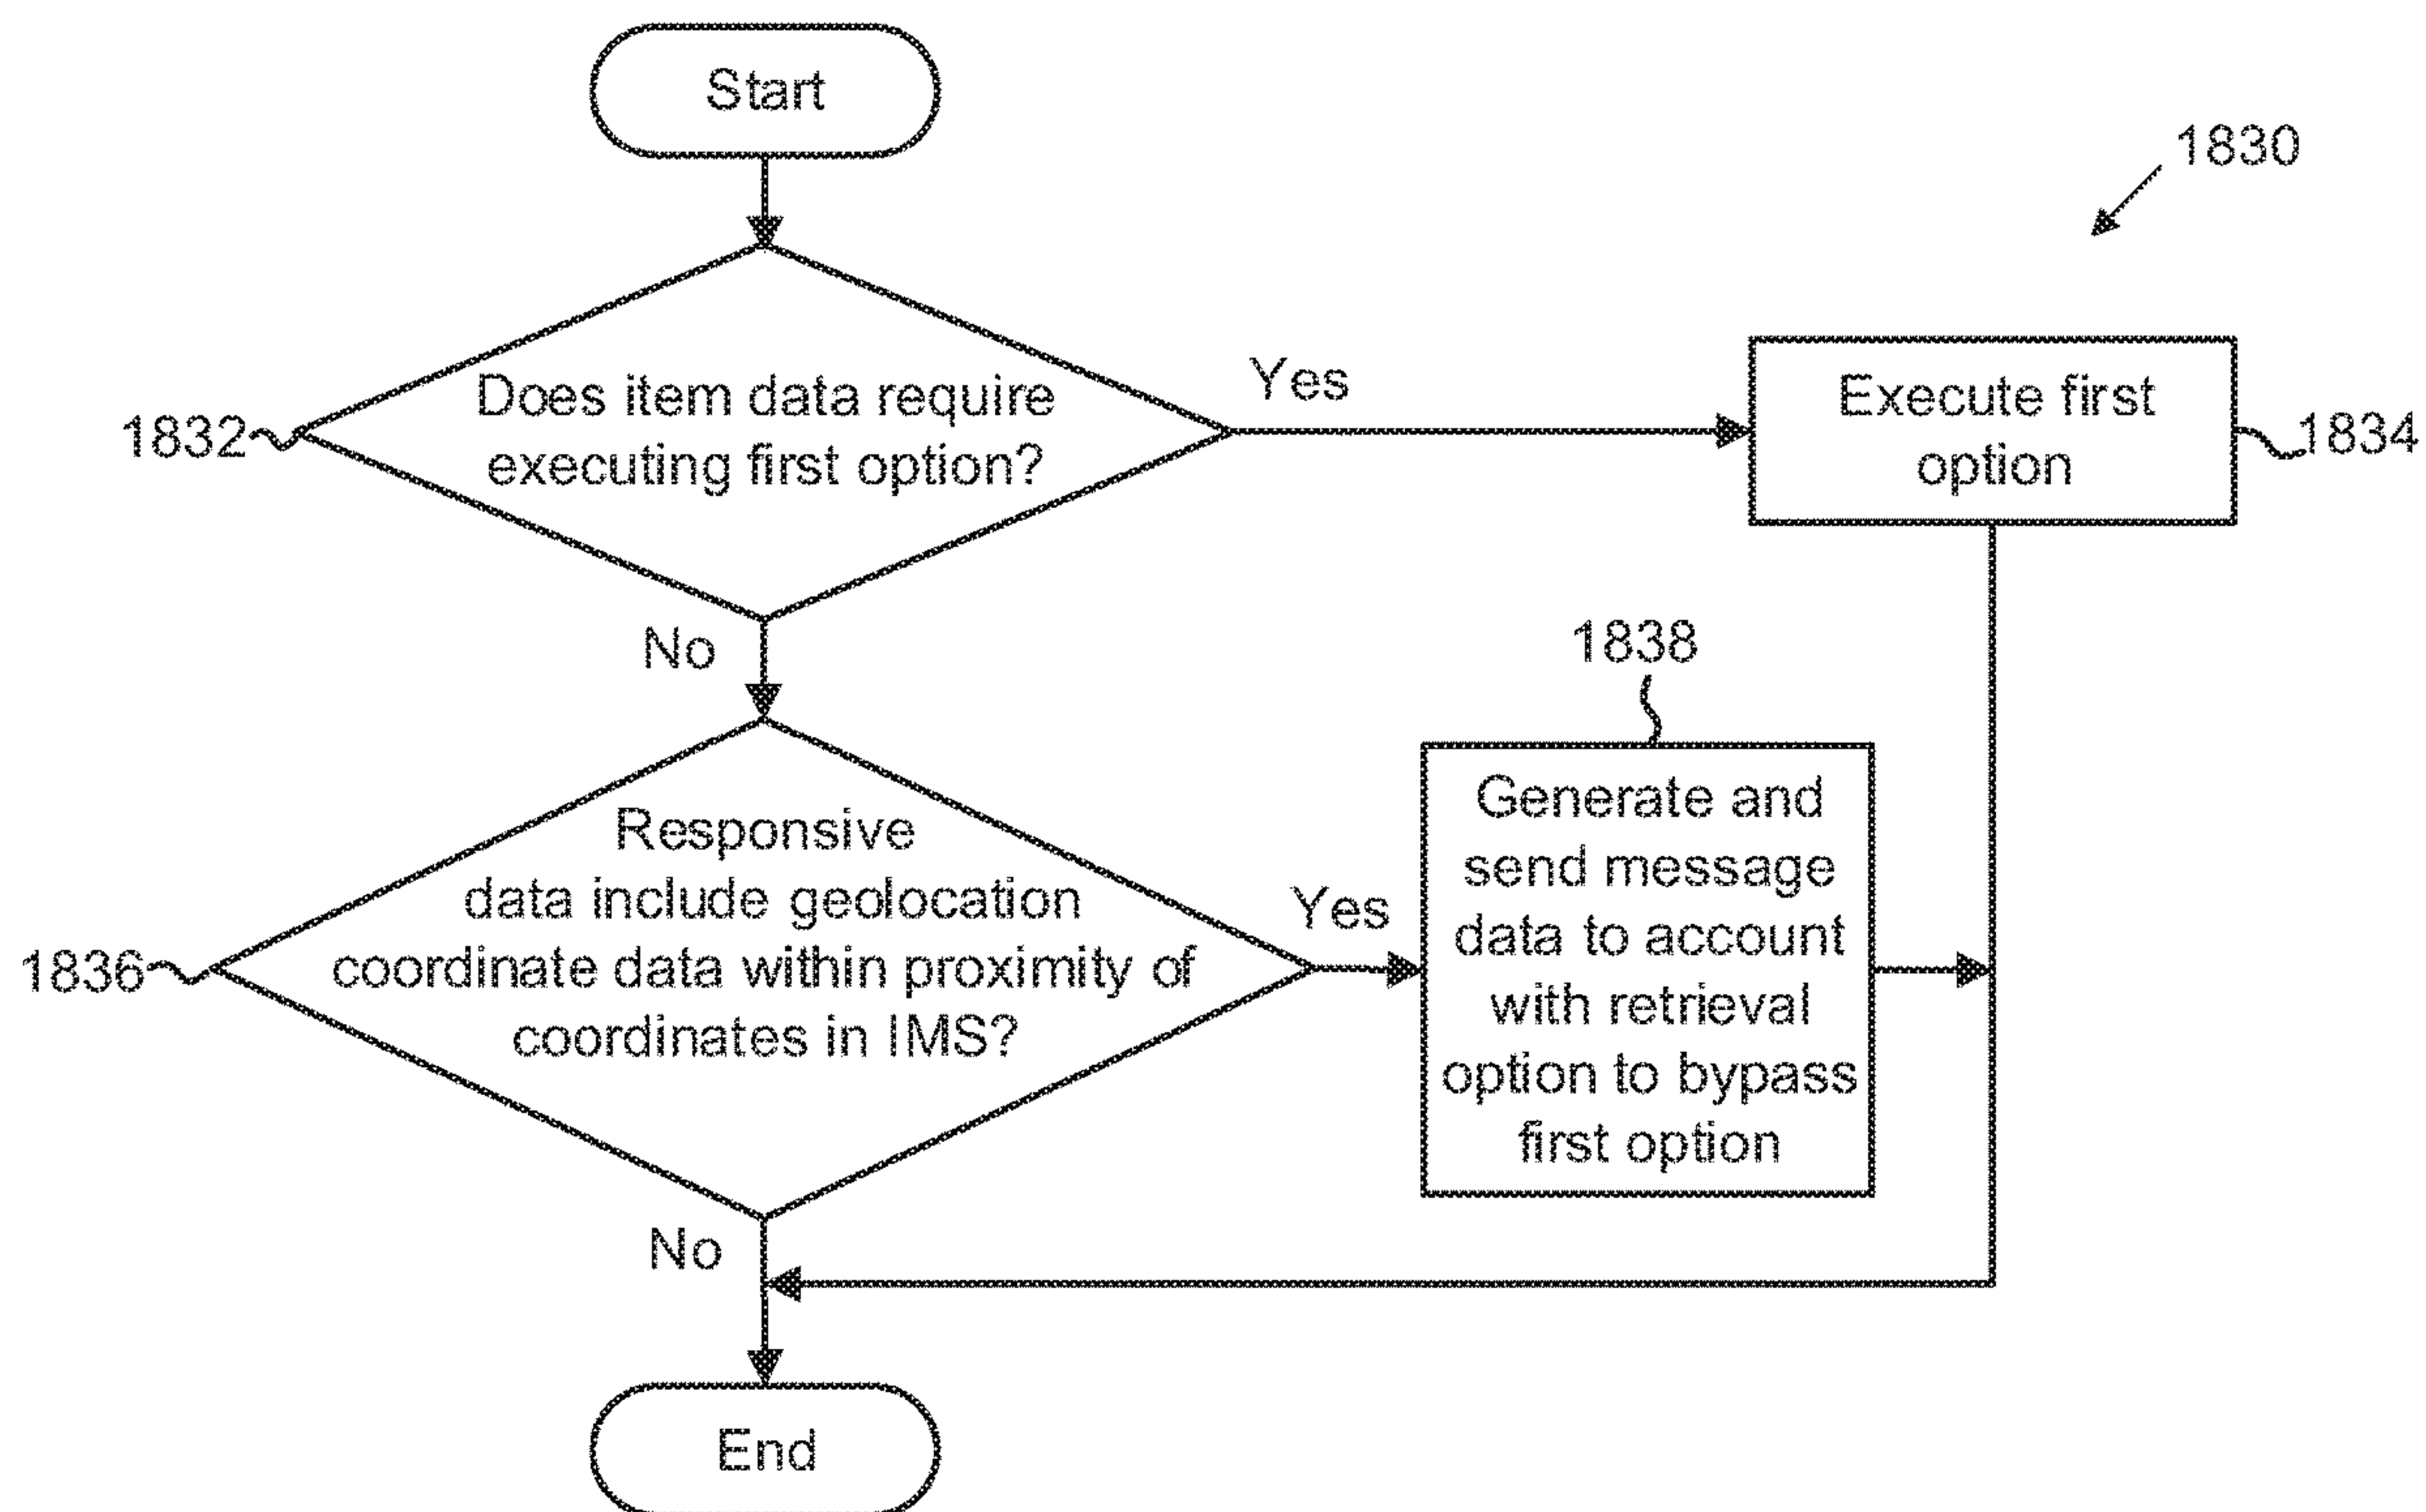 Start
1830
Does item data require
executing first option?
1832
Yes
Execute first
option
1834
No
1838
Responsive
data include geolocation
coordinate data within proximity of
coordinates in IMS?
1836
Yes
Generate and
send message
data to account
with retrieval
option to bypass
first option
No
End